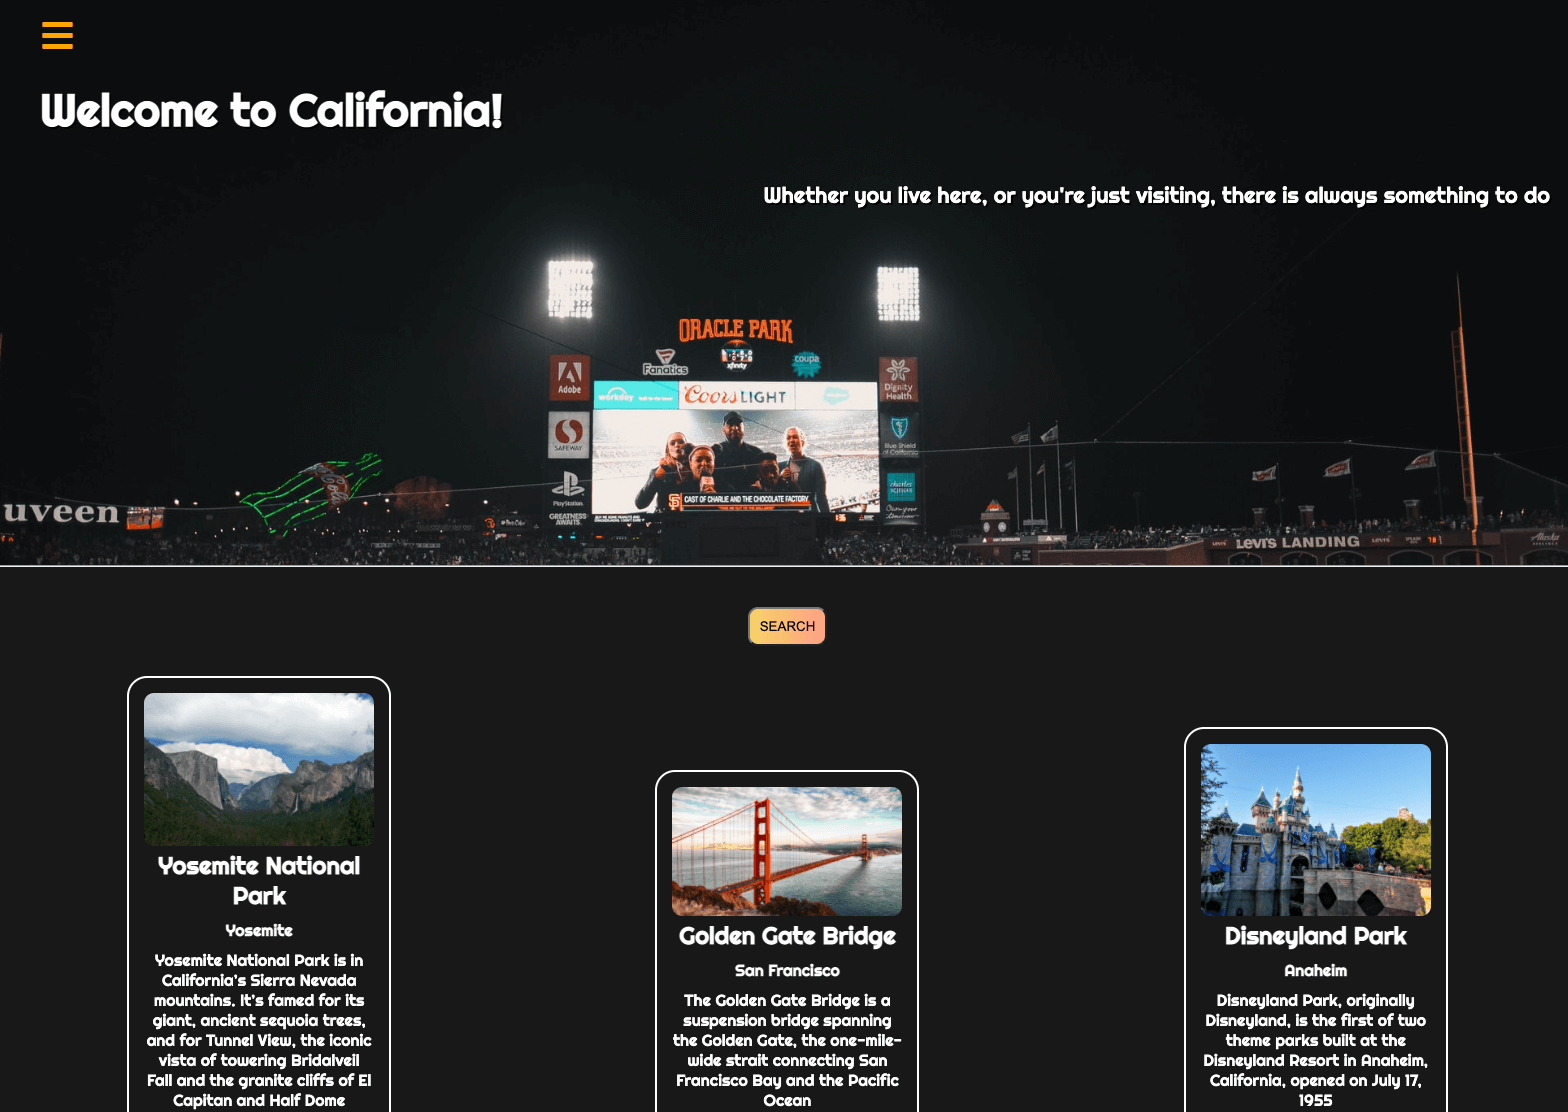 Welcome to California!
Whether you live here, or you're just visiting, there is always something to do
ORACLE PARK
Fanatics
xfinity
coupa
Adobe
Dignity
Health
workday
Coors LIGHT
SAFEWAY
Blue Shield
of California
CAST OF CHARLIE AND THE CHOCOLATE FACTORY
PlayStation
GREATNESS
AWAITS
uveen
LEVI'S LANDING
LEVI'S
Alaska
SEARCH
Yosemite National
Park
Yosemite
Yosemite National Park is in
California's Sierra Nevada
mountains. It's famed for its
giant, ancient sequoia trees,
and for Tunnel View, the iconic
vista of towering Bridalveil
Fall and the granite cliffs of El
Capitan and Half Dome
Golden Gate Bridge
San Francisco
The Golden Gate Bridge is a
suspension bridge spanning
the Golden Gate, the one-mile-
wide strait connecting San
Francisco Bay and the Pacific
Ocean
Disneyland Park
Anaheim
Disneyland Park, originally
Disneyland, is the first of two
theme parks built at the
Disneyland Resort in Anaheim,
California, opened on July 17,
1955